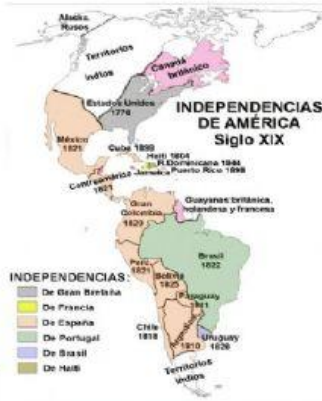 Alaska
Rusos
Territorios
indios
Canadá
británico
Estados Unidos
1776
INDEPENDENCIAS
DE AMÉRICA
Siglo XIX
México
1821
Cuba 1898
Haití 1804
R.Dominicana 1844
Puerto Rico 1898
Jamaica
Centroamérica
1821
Guayanas británica,
holandesa y francesa
Gran
Colombia
Brasil
1822
Perú
1821
Bolivia
1825
Paraguay
1811
Chile
1818
Argentina
1810
Uruguay
1828
Territorios
indios
INDEPENDENCIAS:
De Gran Bretaña
De Francia
De España
De Portugal
De Brasil
De Haití